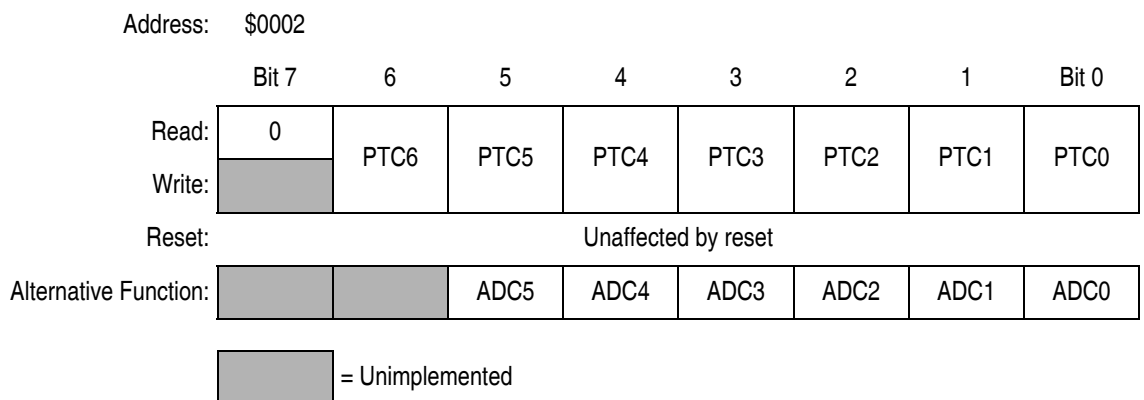 Address: $0002
Bit 7 6 5 4 3 2 1 Bit 0
Read: 0 PTC6 PTC5 PTC4 PTC3 PTC2 PTC1 PTC0
Write:
Reset: Unaffected by reset
Alternative Function: ADC5 ADC4 ADC3 ADC2 ADC1 ADC0
= Unimplemented